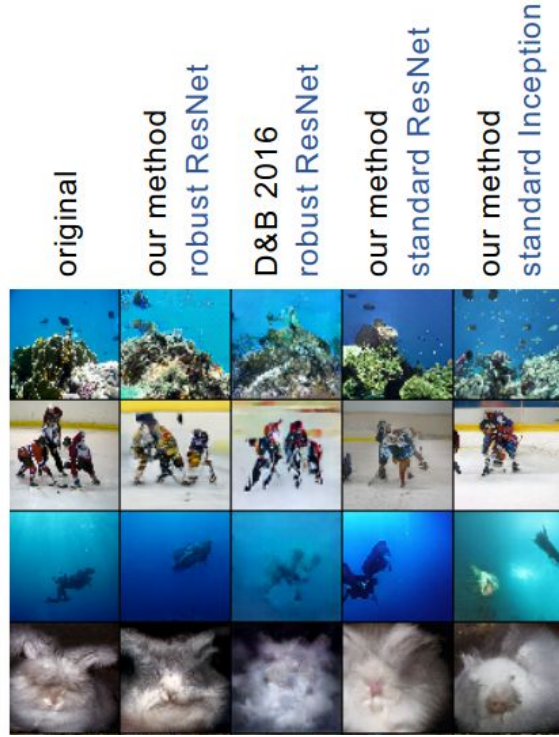 original
our method
robust ResNet
D&B 2016
robust ResNet
our method
standard ResNet
our method
standard Inception